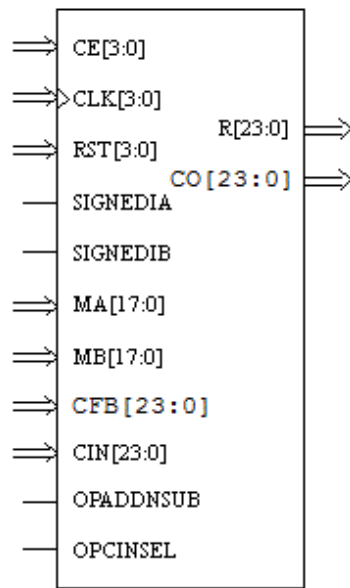 CE[3:0]
CLK[3:0]
RST[3:0]
SIGNEDIA
SIGNEDIB
MA[17:0]
MB[17:0]
CFB[23:0]
CIN[23:0]
OPADDNSUB
OPCINSEL
R[23:0]
CO[23:0]